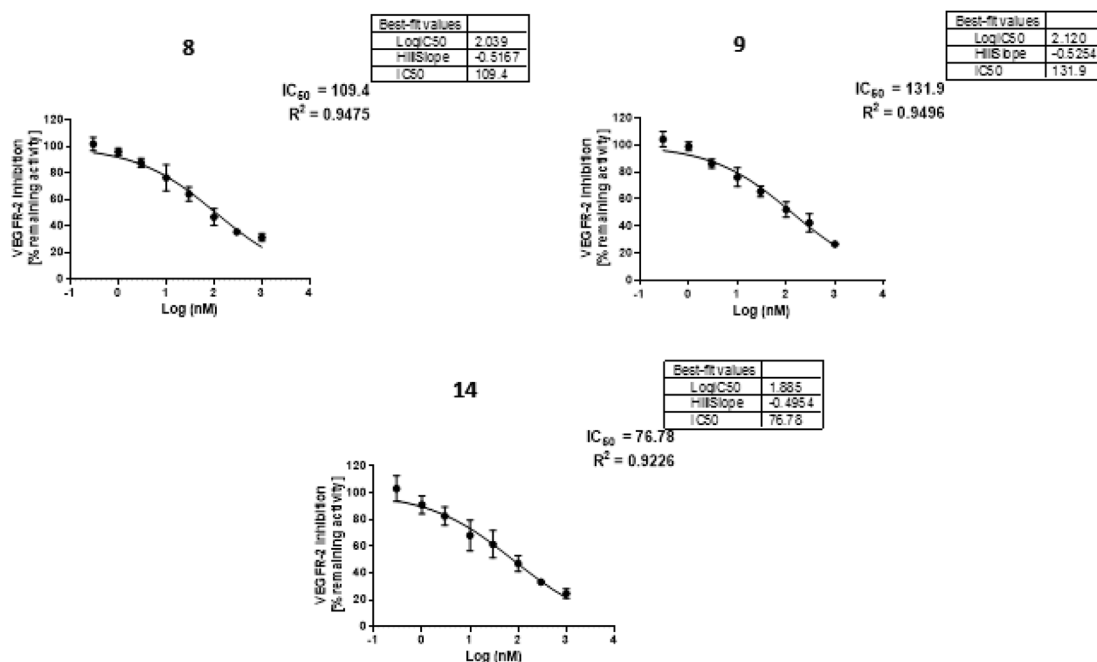 8
Best-fit values
LogIC50 2.039
HillSlope -0.5167
IC50 109.4
IC50 = 109.4
R2 = 0.9475
VEGFR-2 Inhibition
[% remaining activity]
120
100
80
60
40
20
0
-1 0 1 2 3 4
Log (nM)
9
Best-fit values
LogIC50 2.120
HillSlope -0.5254
IC50 131.9
IC50 = 131.9
R2 = 0.9496
VEGFR-2 Inhibition
[% remaining activity]
120
100
80
60
40
20
0
-1 0 1 2 3 4
Log (nM)
14
Best-fit values
LogIC50 1.885
HillSlope -0.4954
IC50 76.78
IC50 = 76.78
R2 = 0.9226
VEGFR-2 Inhibition
[% remaining activity]
120
100
80
60
40
20
0
-1 0 1 2 3 4
Log (nM)